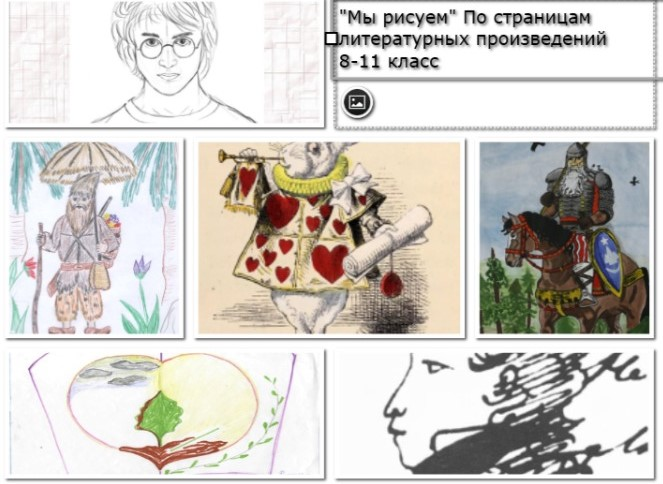 "Мы рисуем" По страницам
литературных произведений
8-11 класс